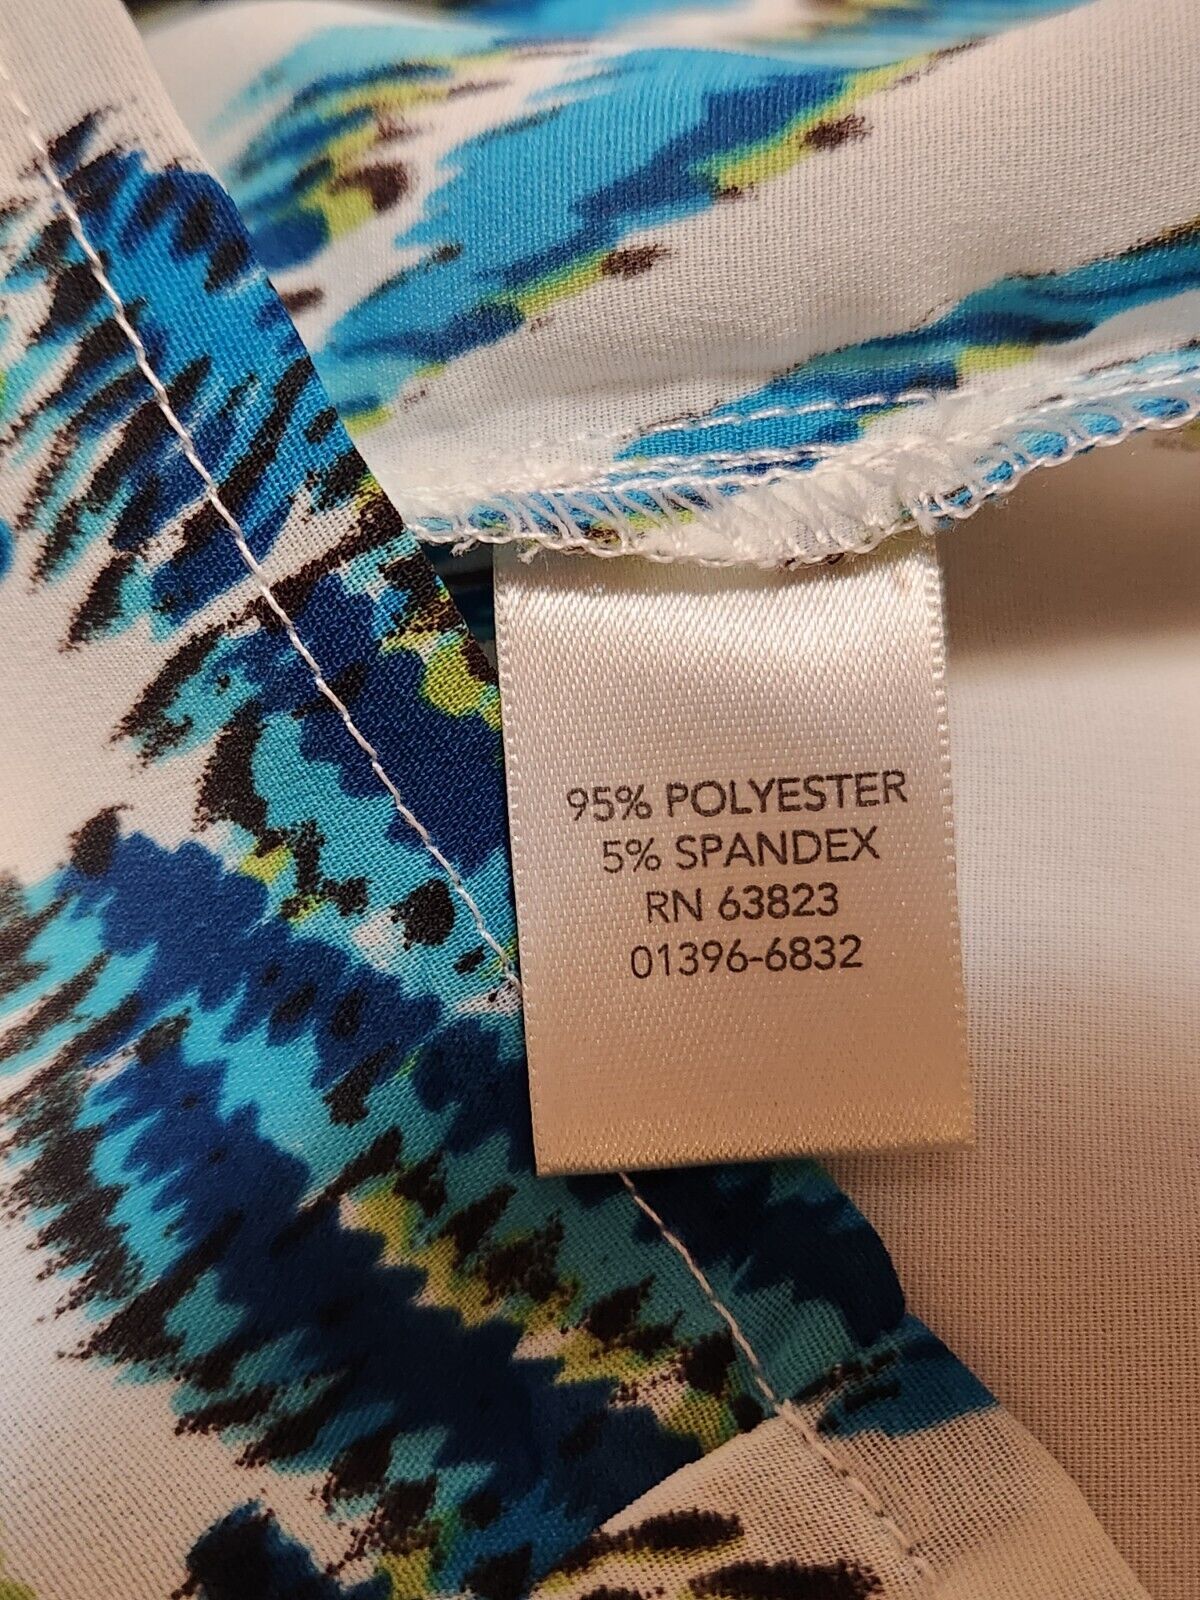 95% POLYESTER
5% SPANDEX
RN 63823
01396-6832